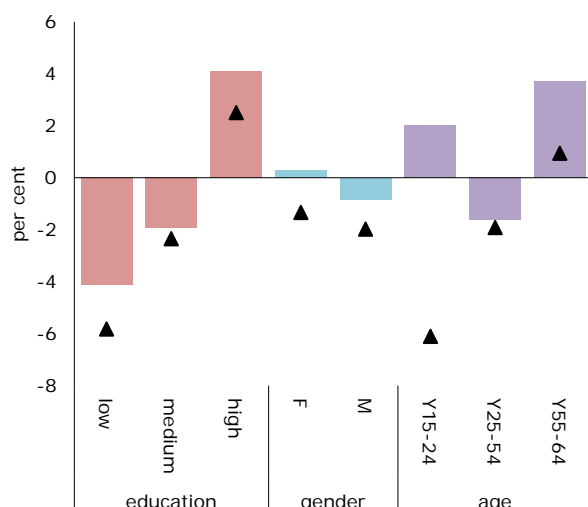 6
4
2
0
-2
-4
-6
-8
per cent
low
medium
high
F
M
Y15-24
Y25-54
Y55-64
education
gender
age